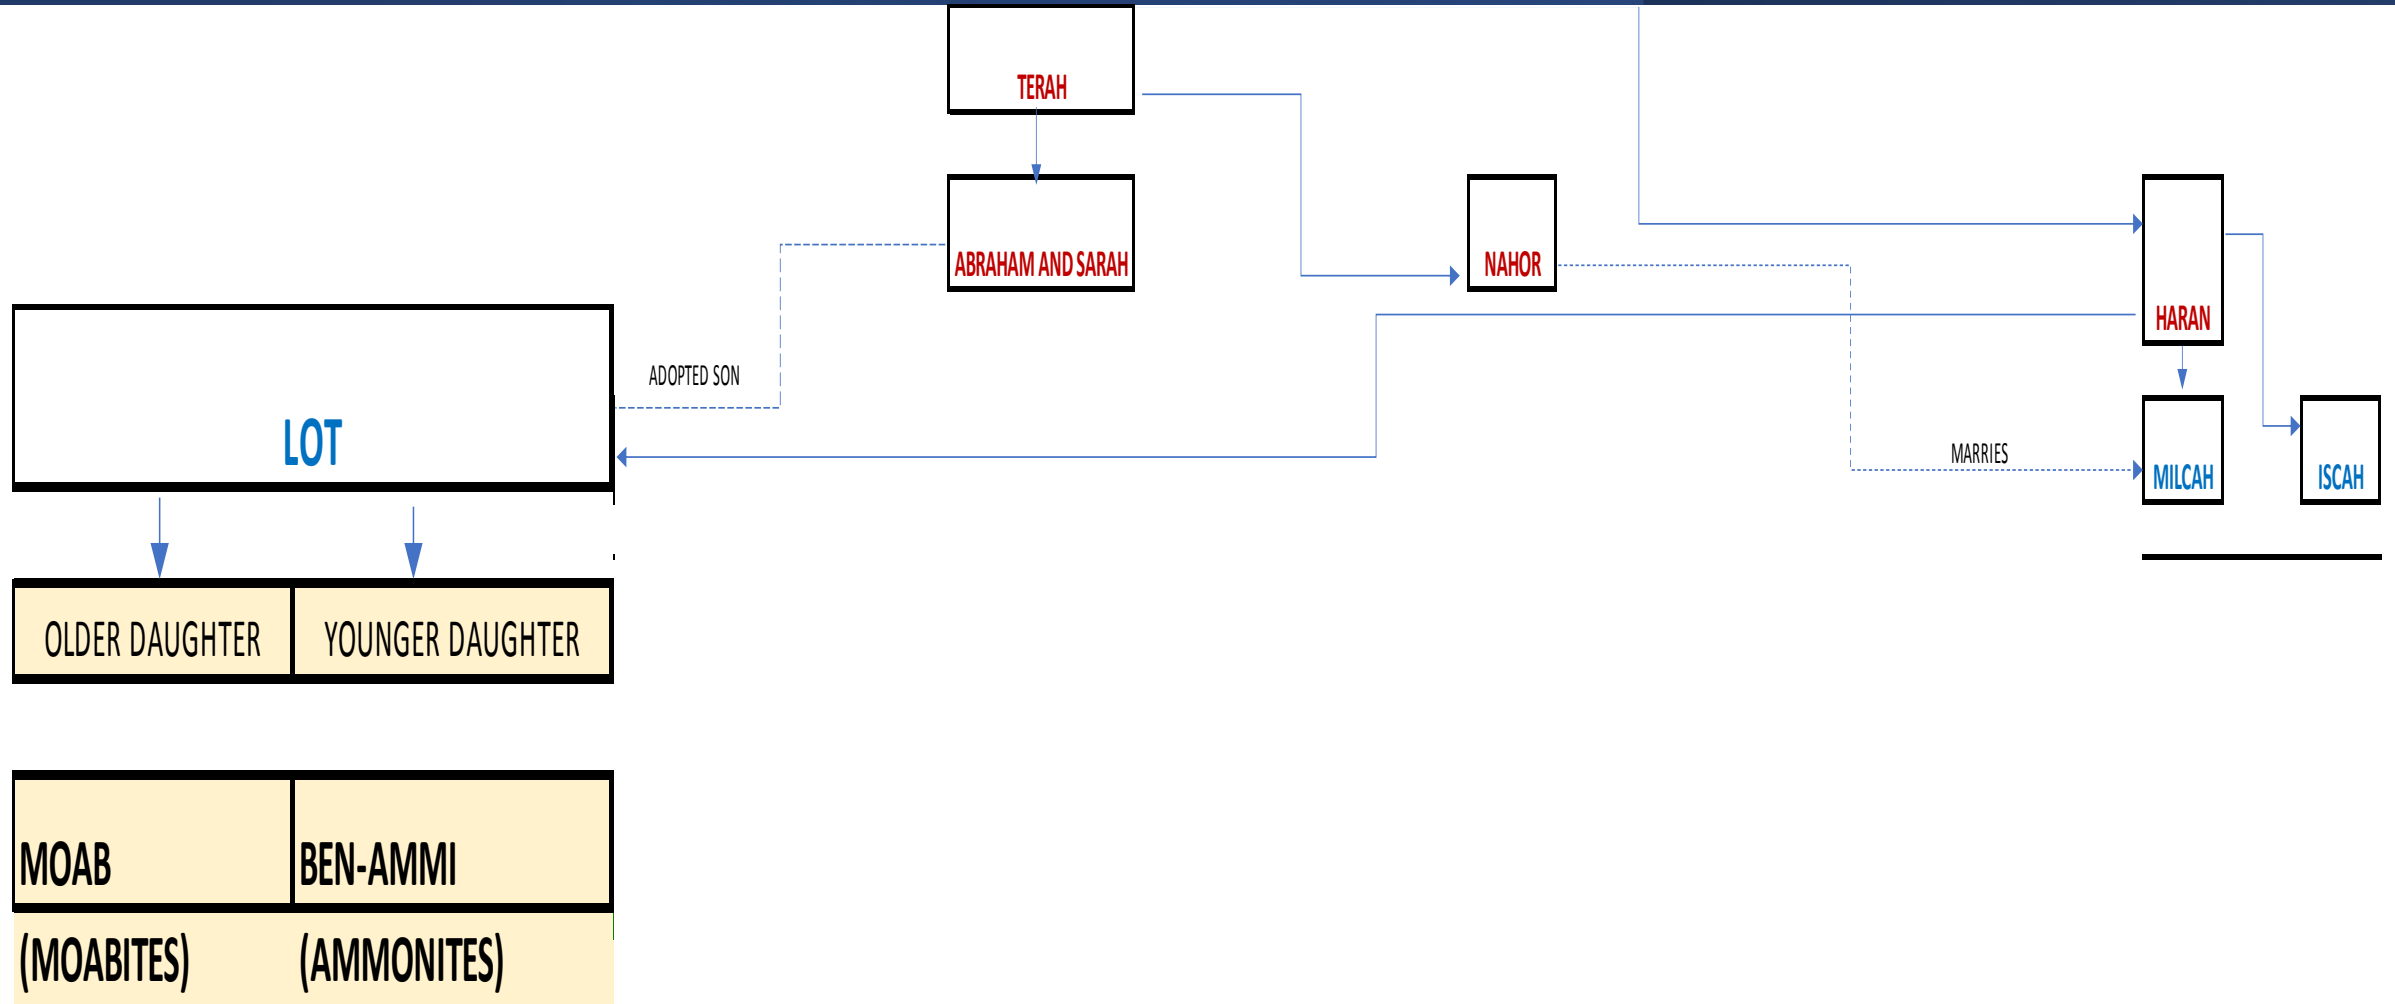 TERAH
ABRAHAM AND SARAH
NAHOR
HARAN
ADOPTED SON
LOT
MARRIES
MILCAH
ISCAH
OLDER DAUGHTER
YOUNGER DAUGHTER
MOAB
BEN-AMMI
(MOABITES)
(AMMONITES)